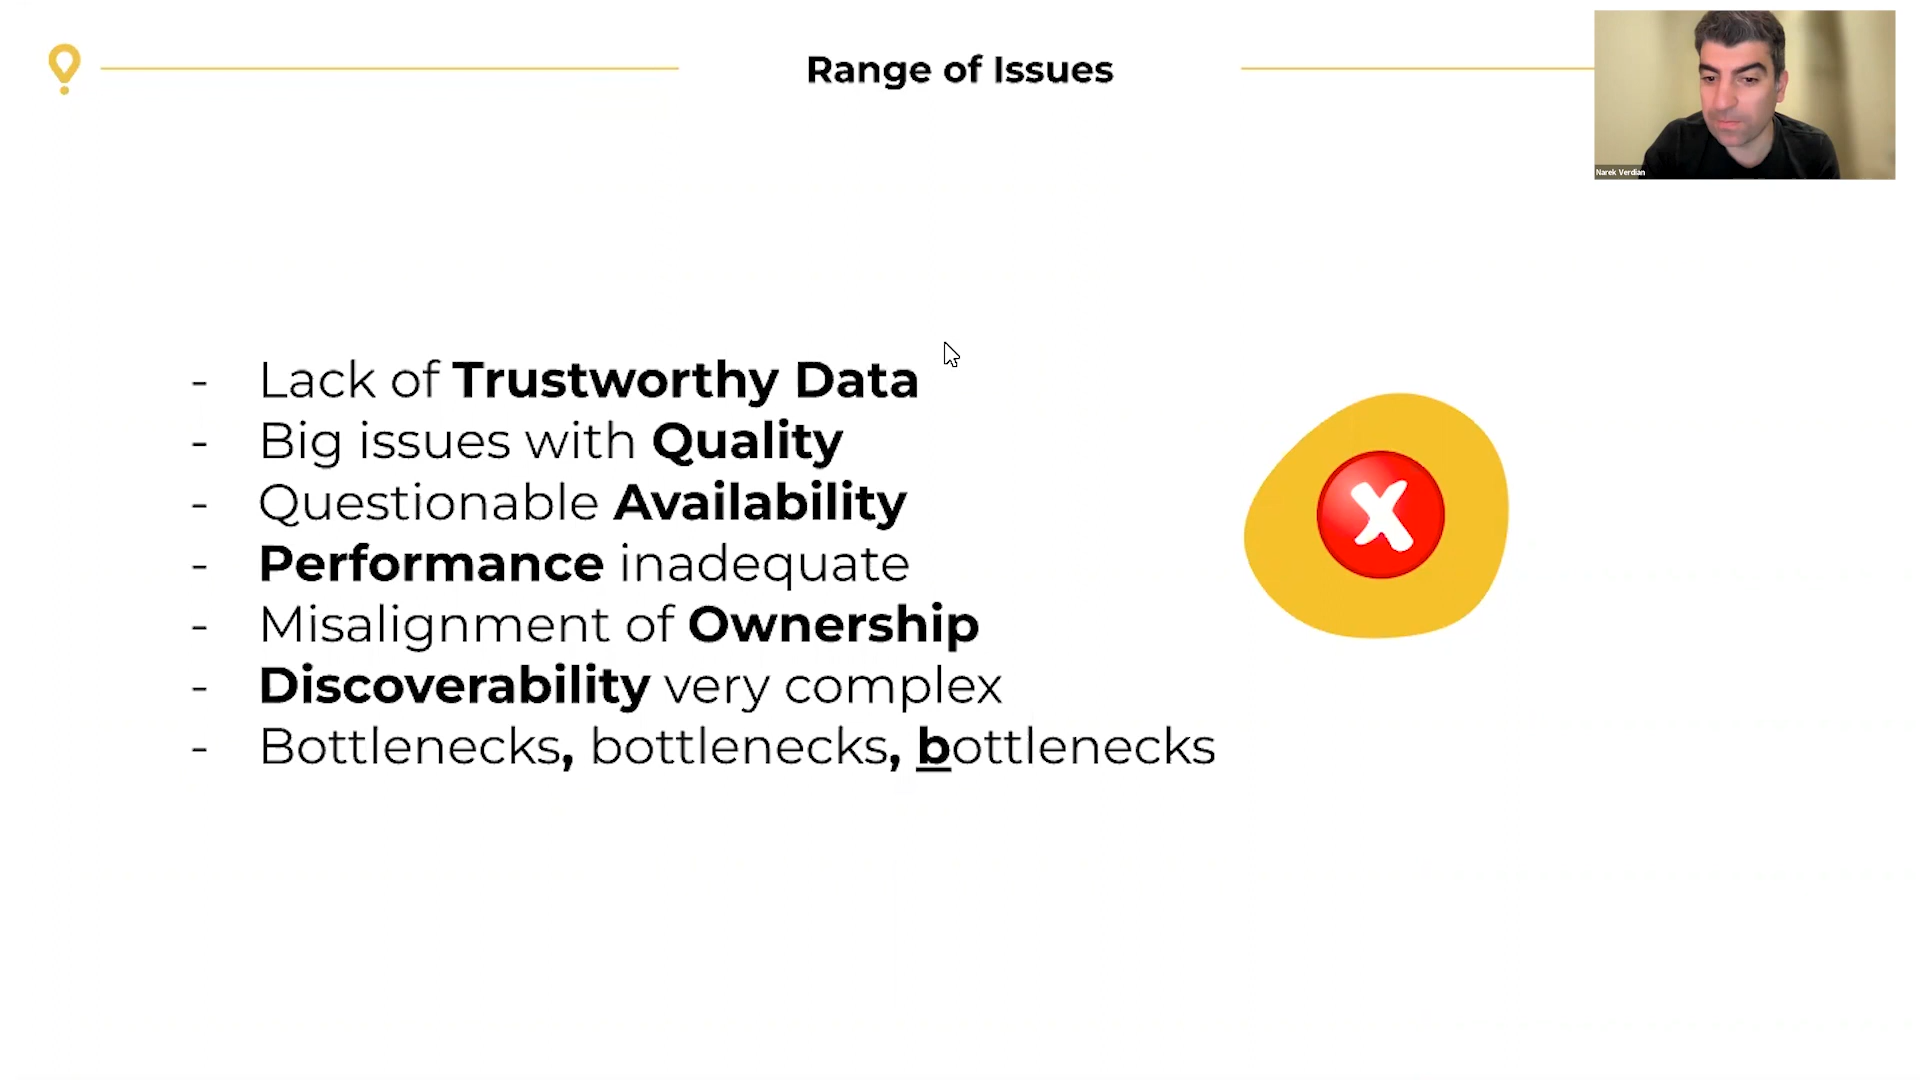 Range of Issues
Narek Verdian
- Lack of Trustworthy Data
- Big issues with Quality
- Questionable Availability
- Performance inadequate
- Misalignment of Ownership
- Discoverability very complex
- Bottlenecks, bottlenecks, bottlenecks